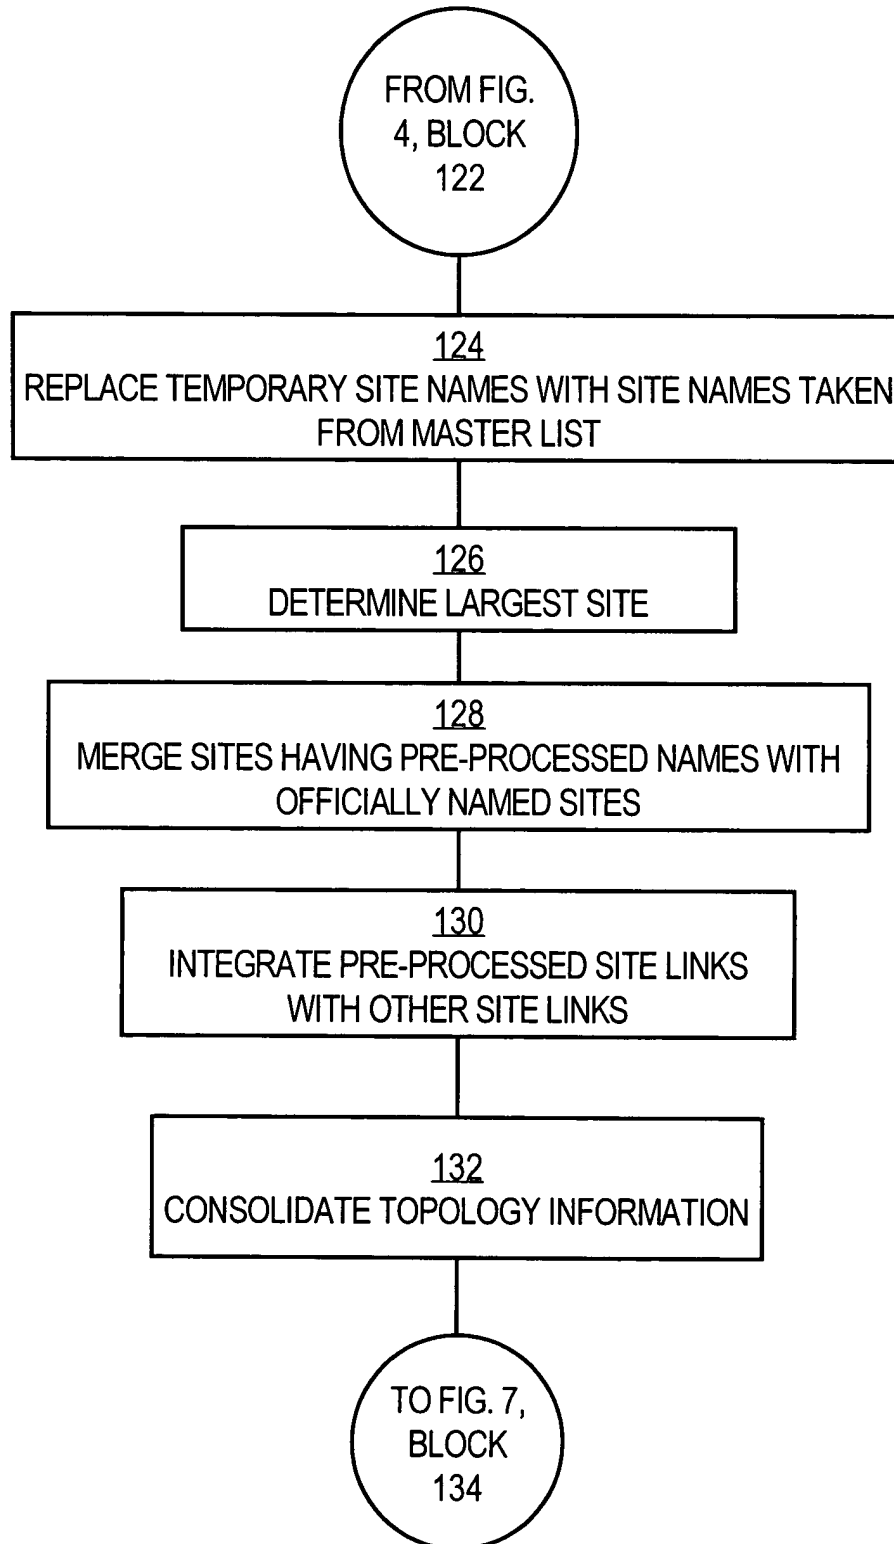 FROM FIG.
4, BLOCK
122
124
REPLACE TEMPORARY SITE NAMES WITH SITE NAMES TAKEN
FROM MASTER LIST
126
DETERMINE LARGEST SITE
128
MERGE SITES HAVING PRE-PROCESSED NAMES WITH
OFFICIALLY NAMED SITES
130
INTEGRATE PRE-PROCESSED SITE LINKS
WITH OTHER SITE LINKS
132
CONSOLIDATE TOPOLOGY INFORMATION
TO FIG. 7,
BLOCK
134